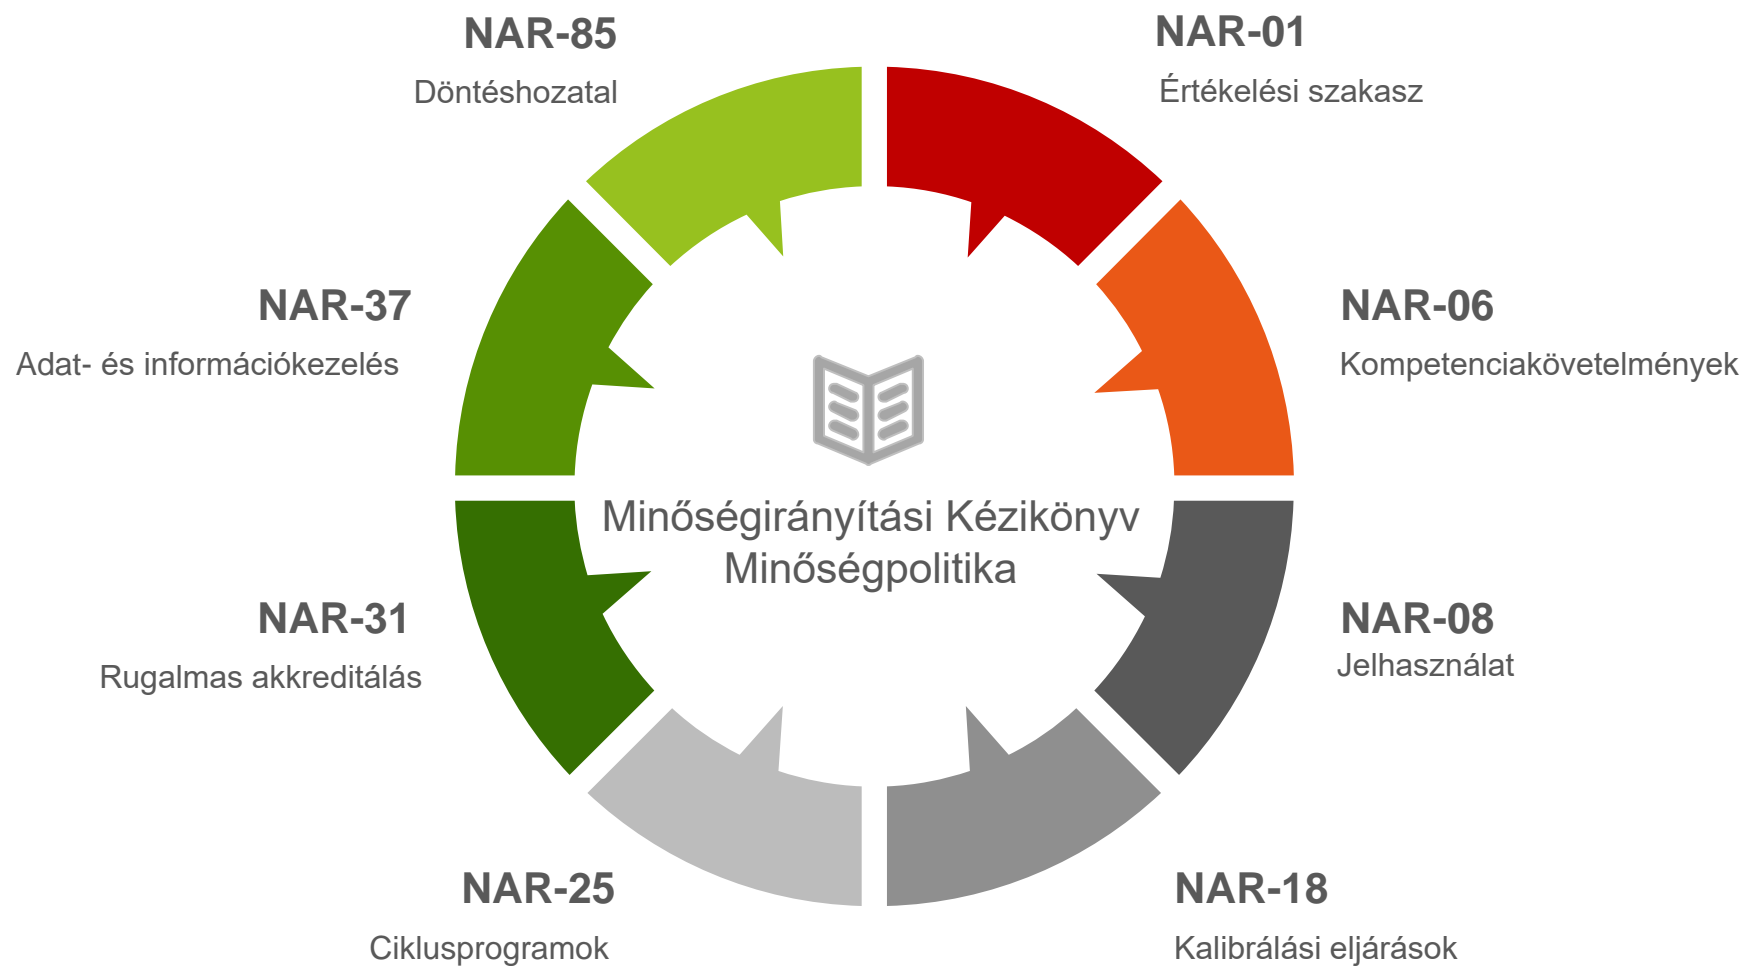 NAR-85
Döntéshozatal
NAR-01
Értékelési szakasz
NAR-37
Adat- és információkezelés
NAR-06
Kompetenciakövetelmények
Minőségirányítási Kézikönyv
Minőségpolitika
NAR-31
Rugalmas akkreditálás
NAR-08
Jelhasználat
NAR-25
Ciklusprogramok
NAR-18
Kalibrálási eljárások